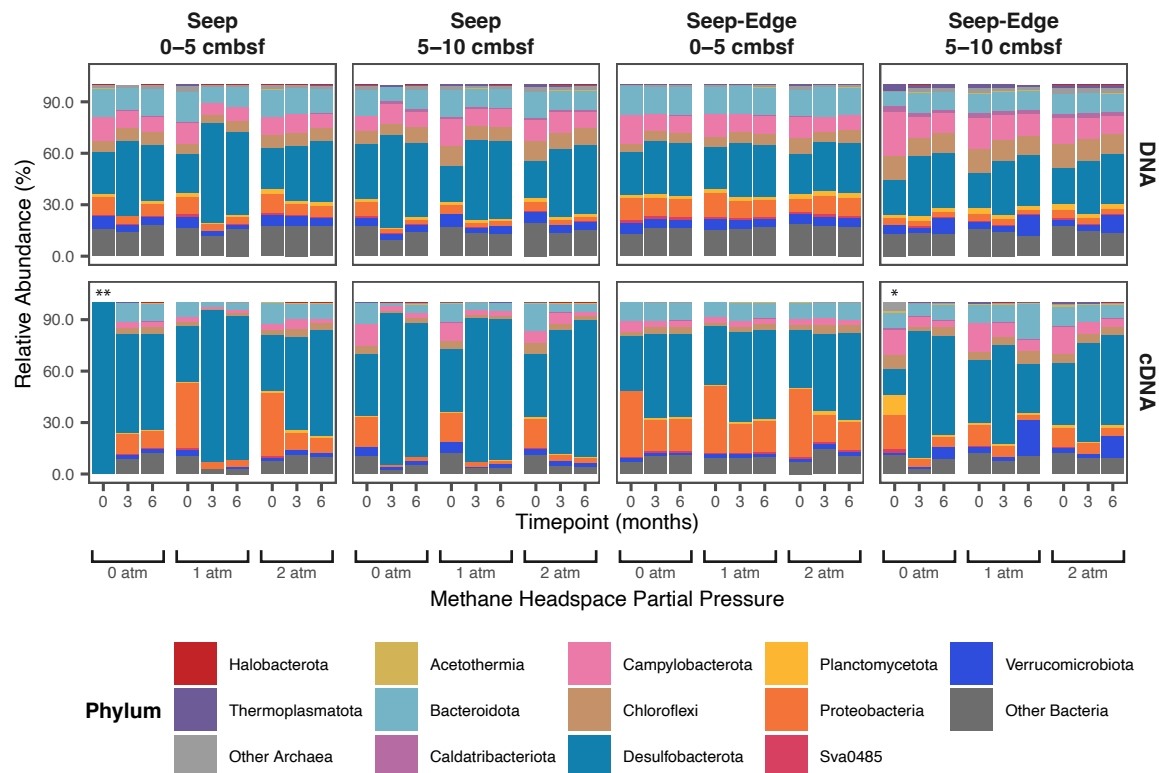 Seep
0–5 cmbsf
Seep
5–10 cmbsf
Seep-Edge
0–5 cmbsf
Seep-Edge
5–10 cmbsf
Relative Abundance (%)
90.0
60.0
30.0
0.0
DNA
**
*
90.0
60.0
30.0
0.0
cDNA
0 3 6 0 3 6 0 3 6 0 3 6 0 3 6 0 3 6 0 3 6 0 3 6 0 3 6 0 3 6 0 3 6 0 3 6
Timepoint (months)
0 atm 1 atm 2 atm 0 atm 1 atm 2 atm 0 atm 1 atm 2 atm 0 atm 1 atm 2 atm
Methane Headspace Partial Pressure
Phylum
Halobacterota Acetothermia Campylobacterota Planctomycetota Verrucomicrobiota
Thermoplasmatota Bacteroidota Chloroflexi Proteobacteria Other Bacteria
Other Archaea Caldatribacteriota Desulfobacterota Sva0485